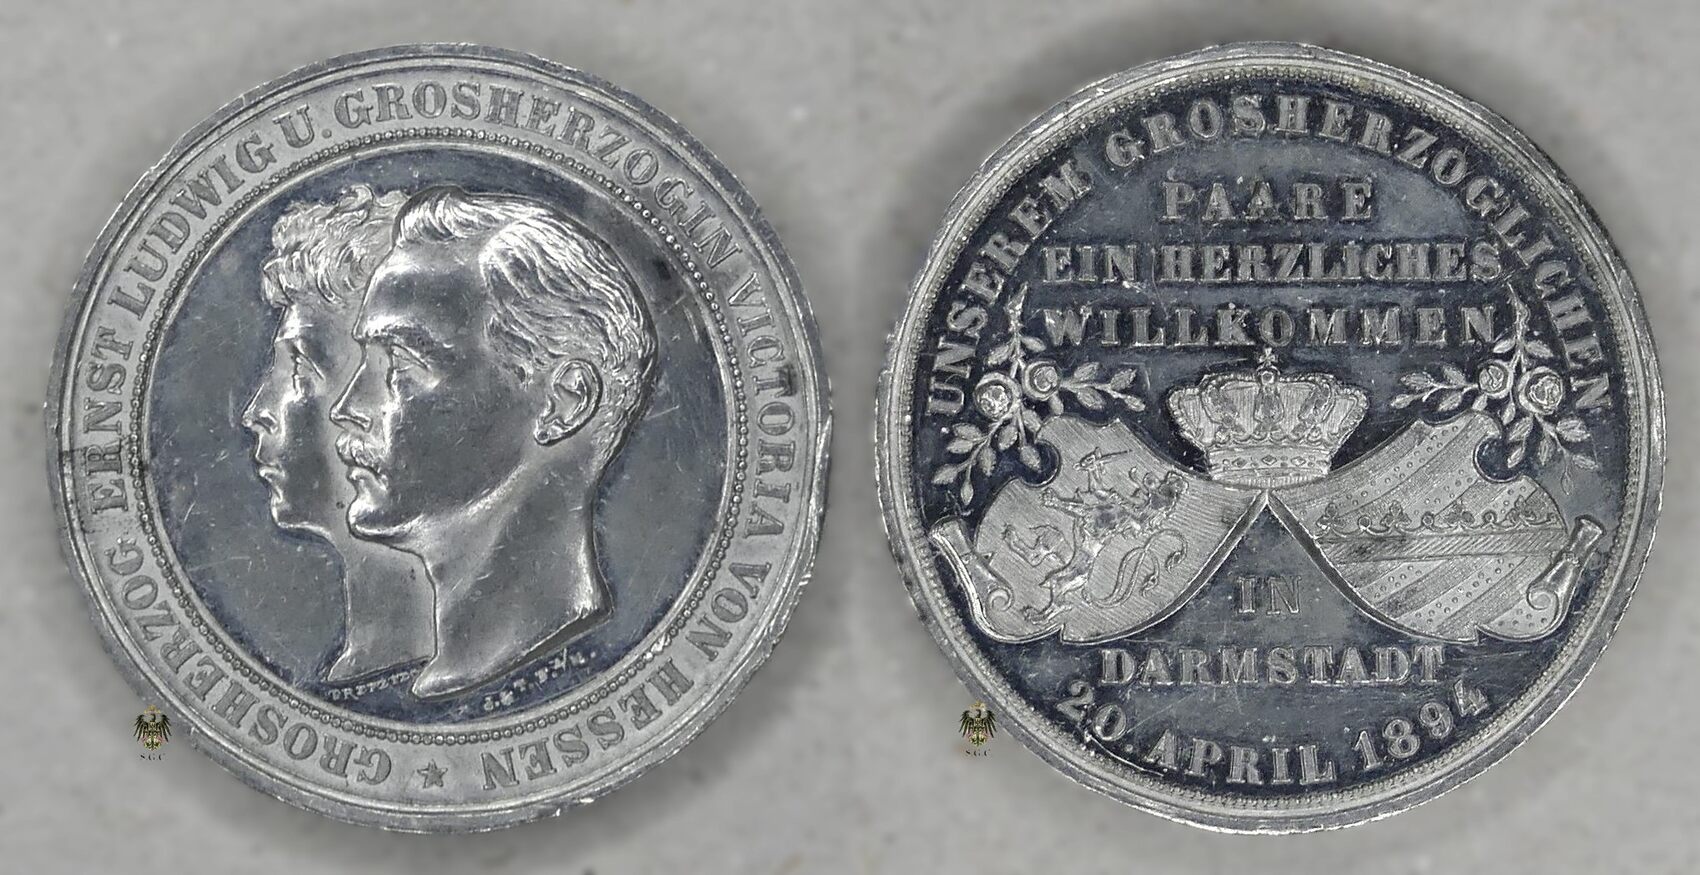 GROSHERZOG ERNST LUDWIG U. GROSHERZOGIN VICTORIA VON HESSEN
UNSEREM GROSHERZOGLICHEN
PAARE
EIN HERZLICHES
WILLKOMMEN
IN
DARMSTADT
20. APRIL 1894
S.G.C
S.G.C